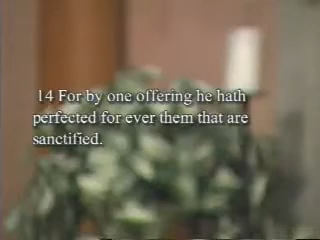 14 For by one offering he hath
perfected for ever them that are
sanctified.